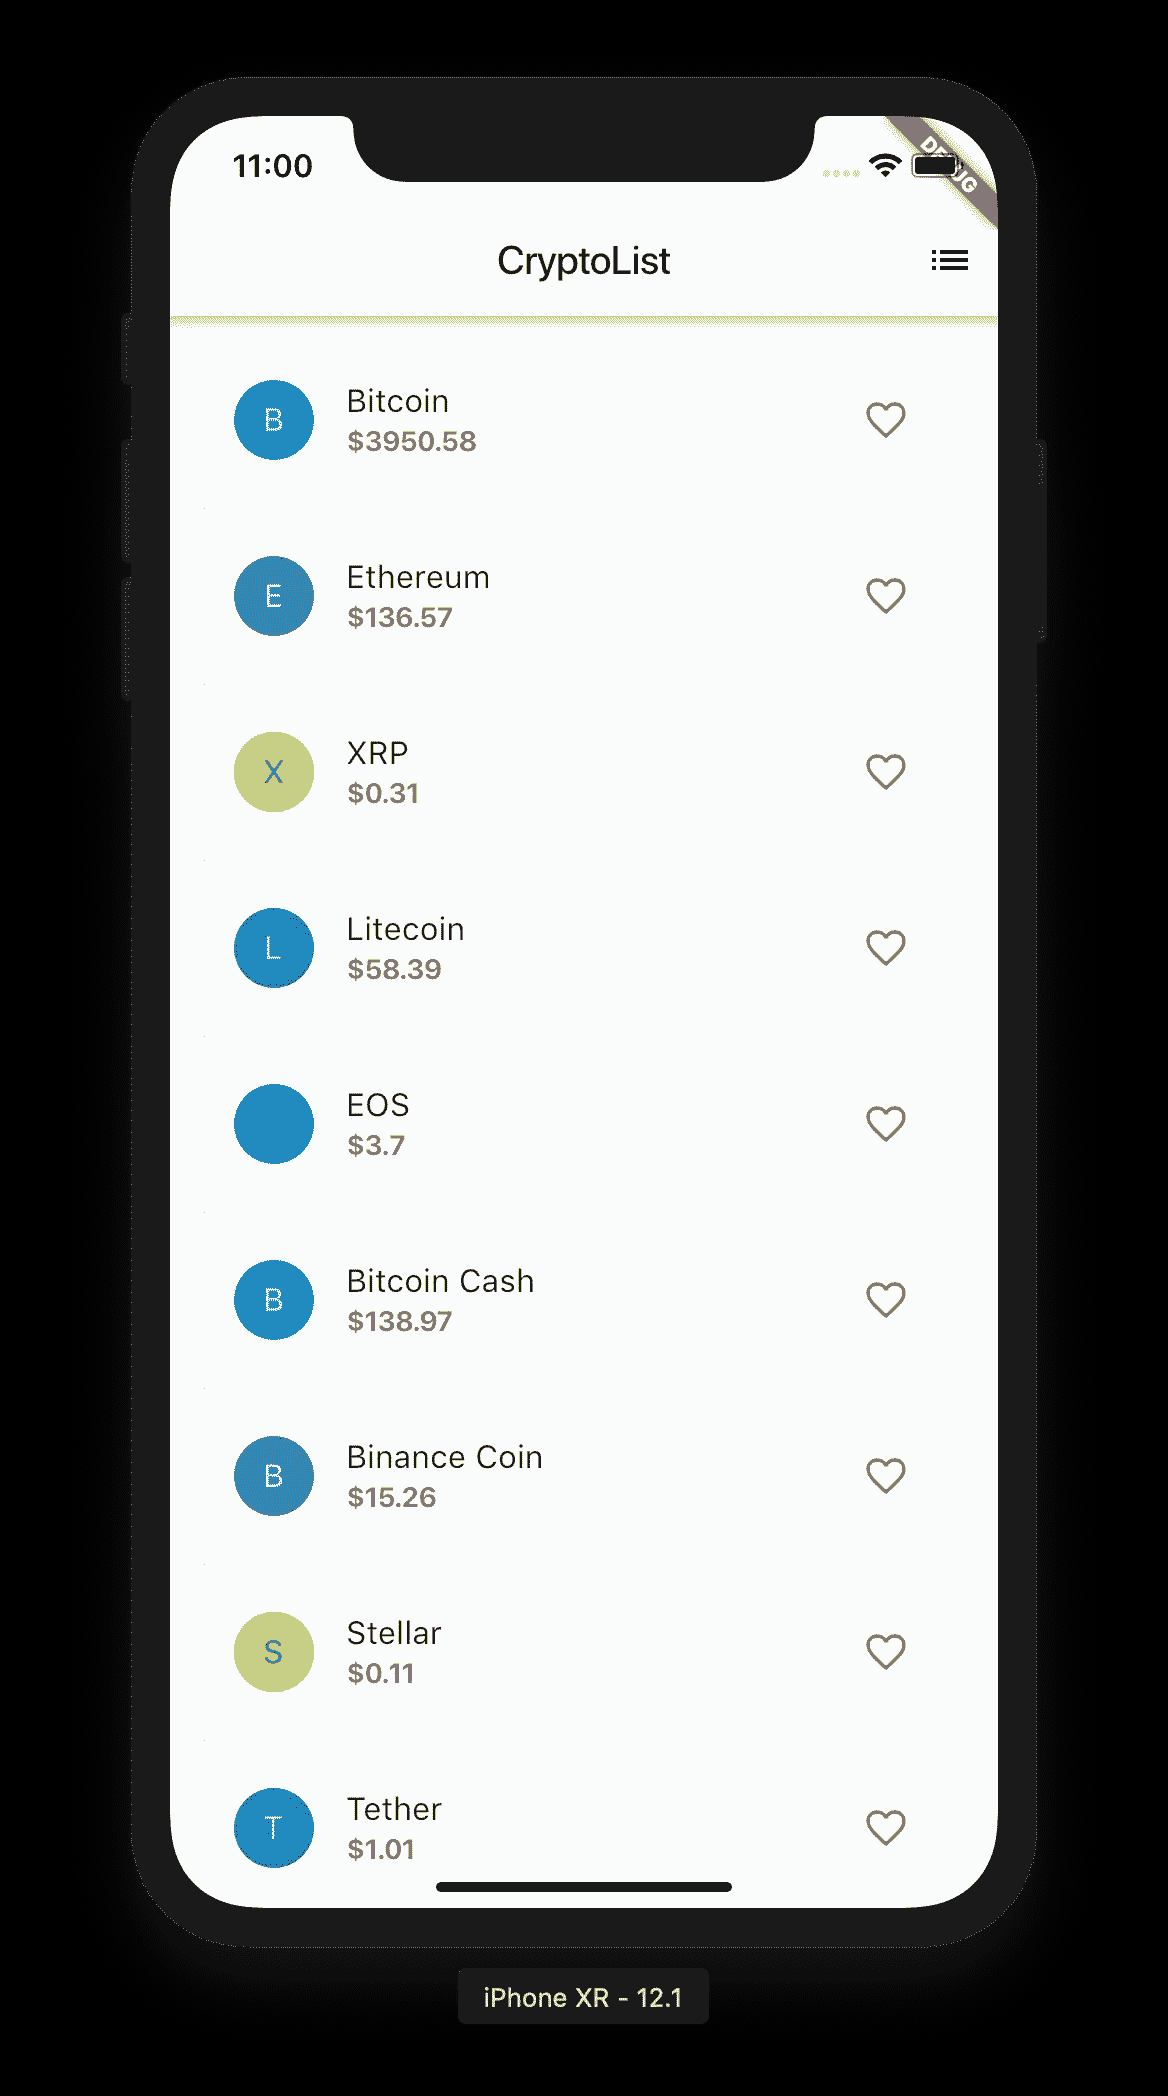 11:00
DEBUG
CryptoList
B
Bitcoin
$3950.58
E
Ethereum
$136.57
X
XRP
$0.31
L
Litecoin
$58.39
EOS
$3.7
B
Bitcoin Cash
$138.97
B
Binance Coin
$15.26
S
Stellar
$0.11
T
Tether
$1.01
iPhone XR - 12.1